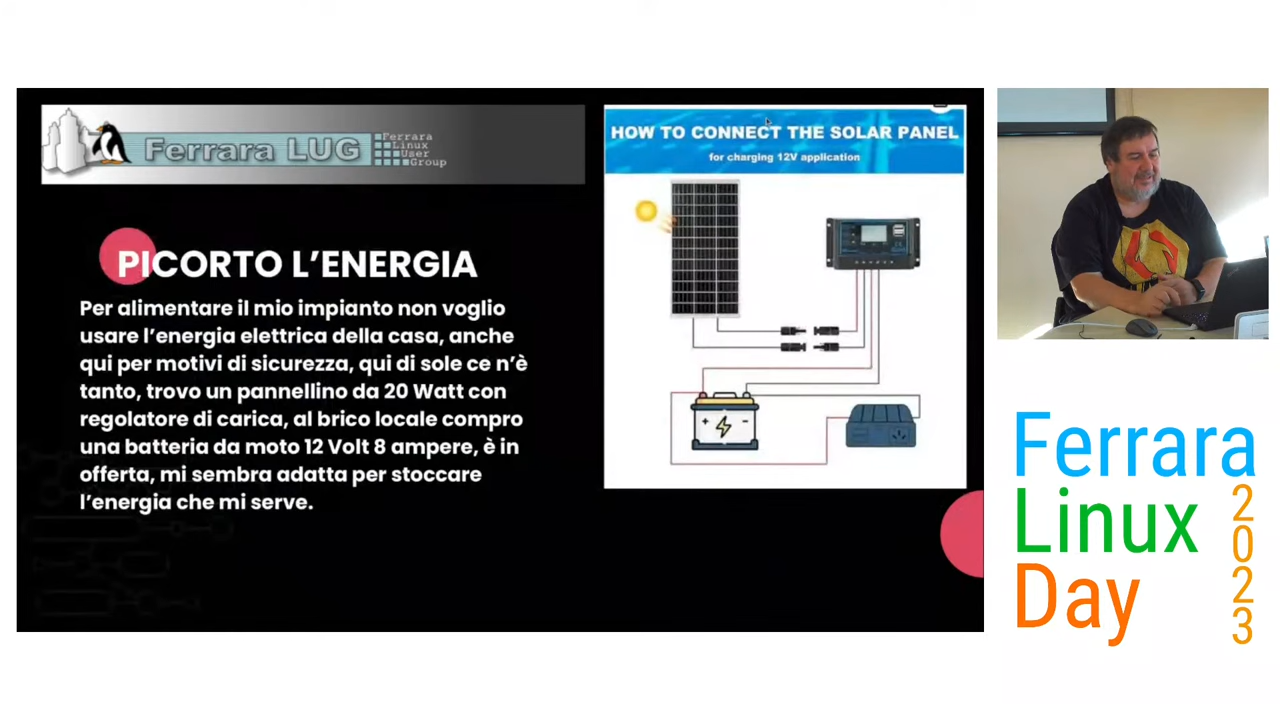 Ferrara LUG
Ferrara
Linux
User
Group
PICORTO L’ENERGIA
Per alimentare il mio impianto non voglio
usare l’energia elettrica della casa, anche
qui per motivi di sicurezza, qui di sole ce n’è
tanto, trovo un pannellino da 20 Watt con
regolatore di carica, al brico locale compro
una batteria da moto 12 Volt 8 ampere, è in
offerta, mi sembra adatta per stoccare
l’energia che mi serve.
HOW TO CONNECT THE SOLAR PANEL
for charging 12V application
Ferrara
Linux
Day
2023